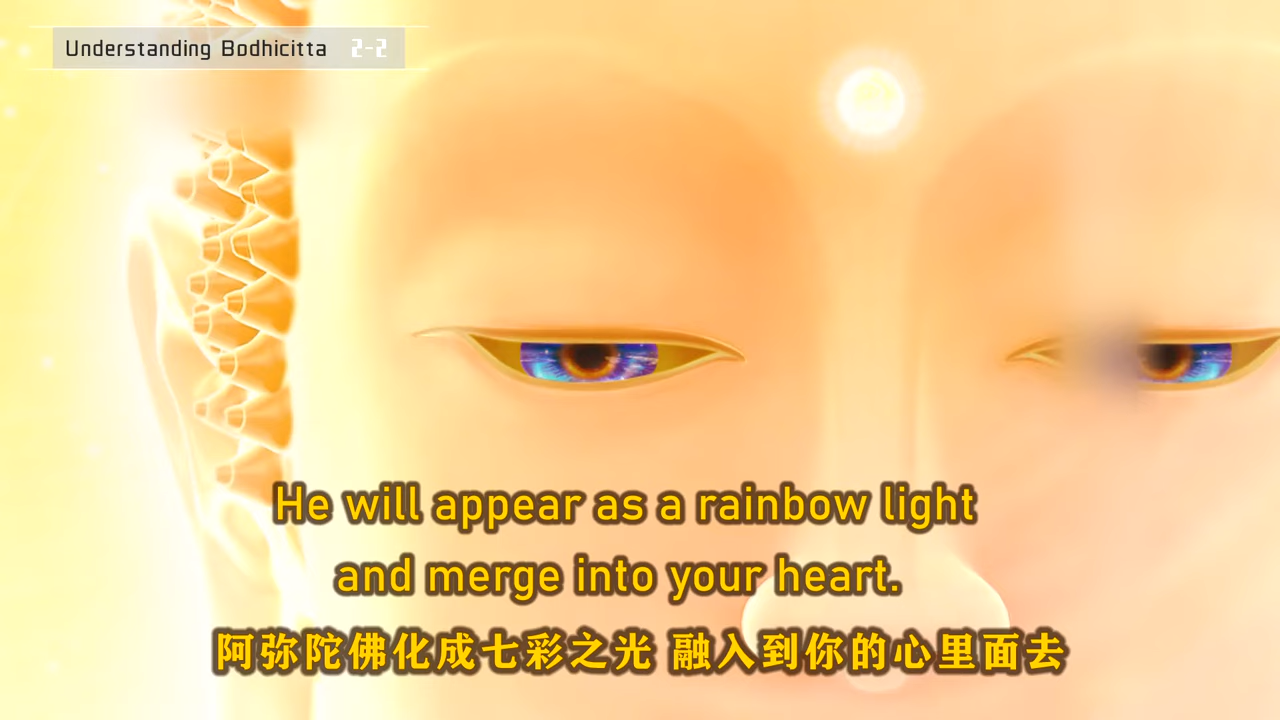 Understanding Bodhicitta 2-2
He will appear as a rainbow light
and merge into your heart.
阿弥陀佛化成七彩之光 融入到你的心里面去